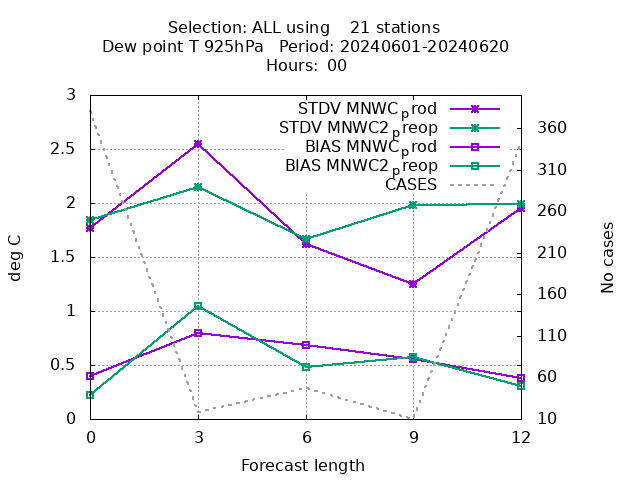 Selection: ALL using    21 stations
Dew point T 925hPa   Period: 20240601-20240620
Hours:  00
STDV MNWC_prod
STDV MNWC2_preop
BIAS MNWC_prod
BIAS MNWC2_preop
CASES
deg C
3
2.5
2
1.5
1
0.5
0
360
310
260
210
160
110
60
10
No cases
0 3 6 9 12
Forecast length